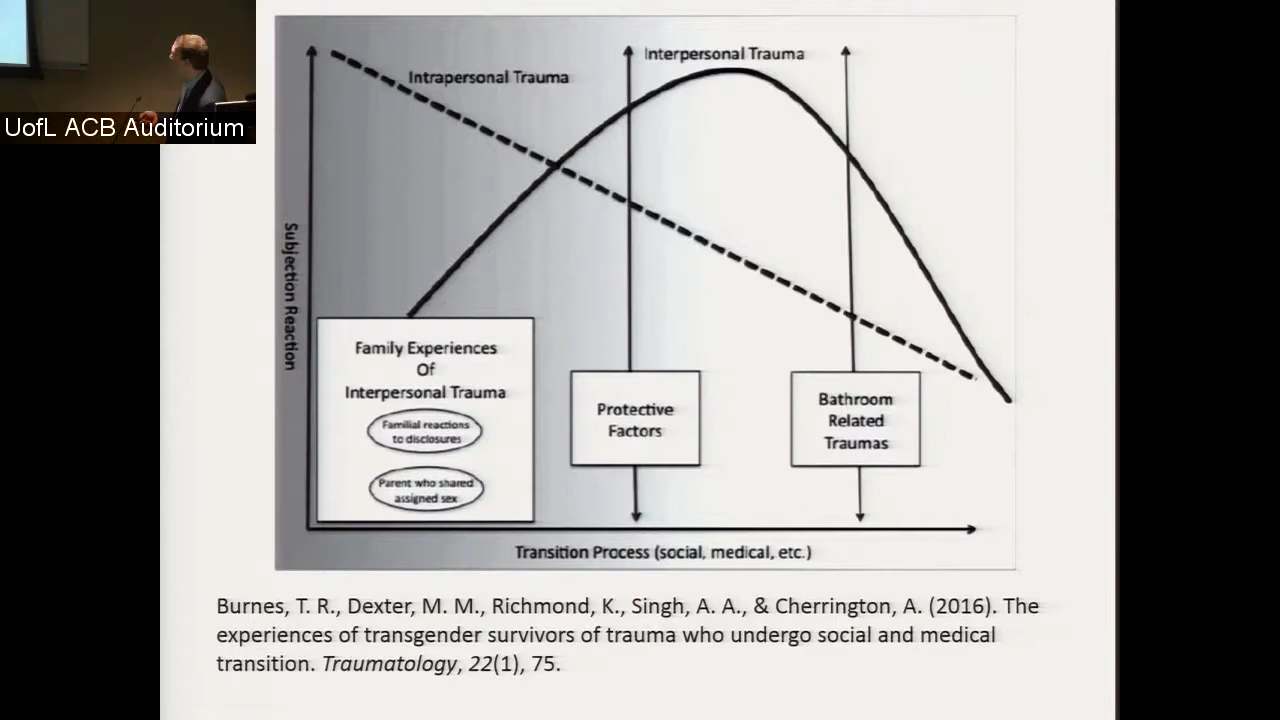 UofL ACB Auditorium
Intrapersonal Trauma
Interpersonal Trauma
Subjection Reaction
Family Experiences
Of
Interpersonal Trauma
Familial reactions
to disclosures
Parent who shared
assigned sex
Protective
Factors
Bathroom
Related
Traumas
Transition Process (social, medical, etc.)
Burnes, T. R., Dexter, M. M., Richmond, K., Singh, A. A., & Cherrington, A. (2016). The
experiences of transgender survivors of trauma who undergo social and medical
transition. Traumatology, 22(1), 75.